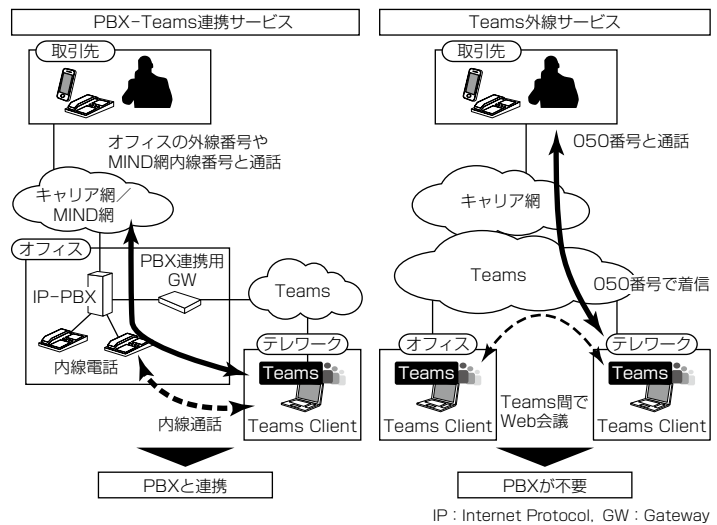 PBX-Teams連携サービス
取引先
オフィスの外線番号や
MIND網内線番号と通話
キャリア網／
MIND網
オフィス
PBX連携用
GW
IP-PBX
Teams
内線電話
テレワーク
Teams
内線通話
Teams Client
PBXと連携
Teams外線サービス
取引先
050番号と通話
キャリア網
Teams
050番号で着信
オフィス
テレワーク
Teams
Teams
Teams間で
Web会議
Teams Client
Teams Client
PBXが不要
IP：Internet Protocol, GW：Gateway